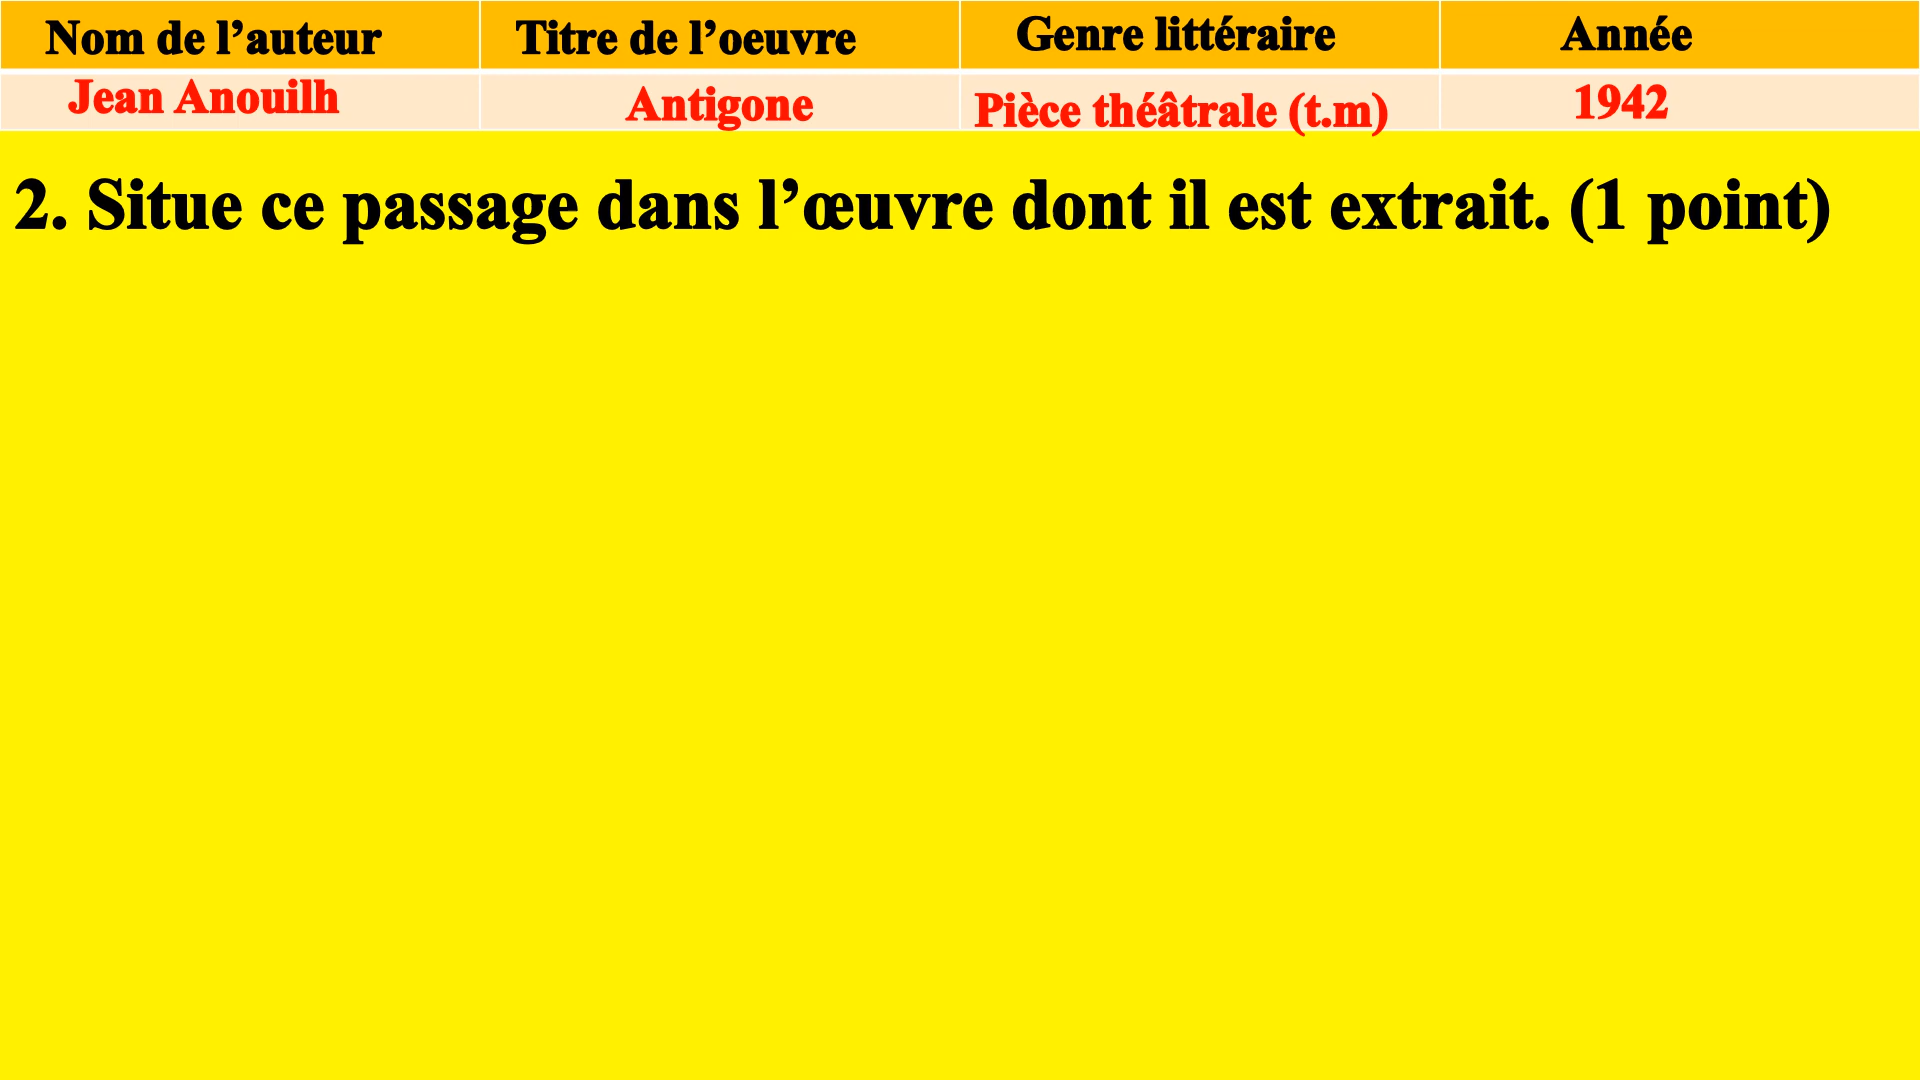 Nom de l’auteur Titre de l’oeuvre Genre littéraire Année
Jean Anouilh Antigone Pièce théâtrale (t.m) 1942
2. Situe ce passage dans l’œuvre dont il est extrait. (1 point)